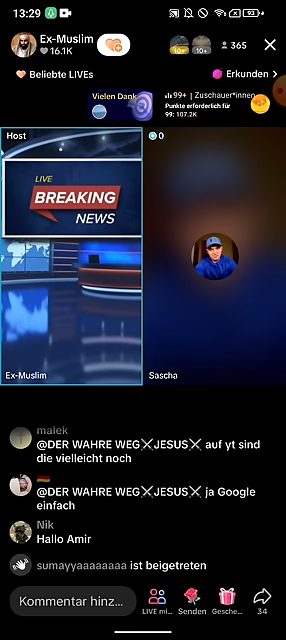 13:29
93
Ex-Muslim
16.1K
10+
10+
365
Beliebte LIVEs
Erkunden
Vielen Dank
99+ | Zuschauer*innen
Punkte erforderlich für
99: 107.2K
Host
0
LIVE
BREAKING
NEWS
Ex-Muslim
Sascha
malek
@DER WAHRE WEG⚔JESUS⚔ auf yt sind
die vielleicht noch
@DER WAHRE WEG⚔JESUS⚔ ja Google
einfach
Nik
Hallo Amir
sumayyaaaaaaaa ist beigetreten
Kommentar hinz...
LIVE mi...
Senden
Gesche...
34